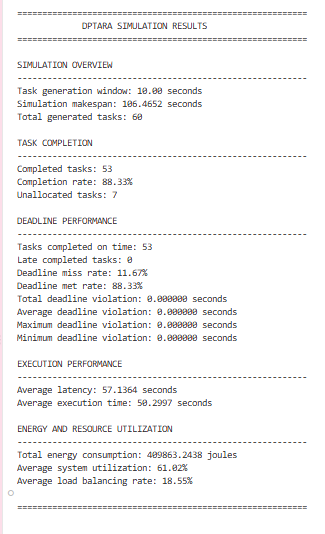 ================================================================
DPTARA SIMULATION RESULTS
================================================================
SIMULATION OVERVIEW
----------------------------------------------------------------
Task generation window: 10.00 seconds
Simulation makespan: 106.4652 seconds
Total generated tasks: 60
TASK COMPLETION
----------------------------------------------------------------
Completed tasks: 53
Completion rate: 88.33%
Unallocated tasks: 7
DEADLINE PERFORMANCE
----------------------------------------------------------------
Tasks completed on time: 53
Late completed tasks: 0
Deadline miss rate: 11.67%
Deadline met rate: 88.33%
Total deadline violation: 0.000000 seconds
Average deadline violation: 0.000000 seconds
Maximum deadline violation: 0.000000 seconds
Minimum deadline violation: 0.000000 seconds
EXECUTION PERFORMANCE
----------------------------------------------------------------
Average latency: 57.1364 seconds
Average execution time: 50.2997 seconds
ENERGY AND RESOURCE UTILIZATION
----------------------------------------------------------------
Total energy consumption: 409863.2438 joules
Average system utilization: 61.02%
Average load balancing rate: 18.55%
================================================================